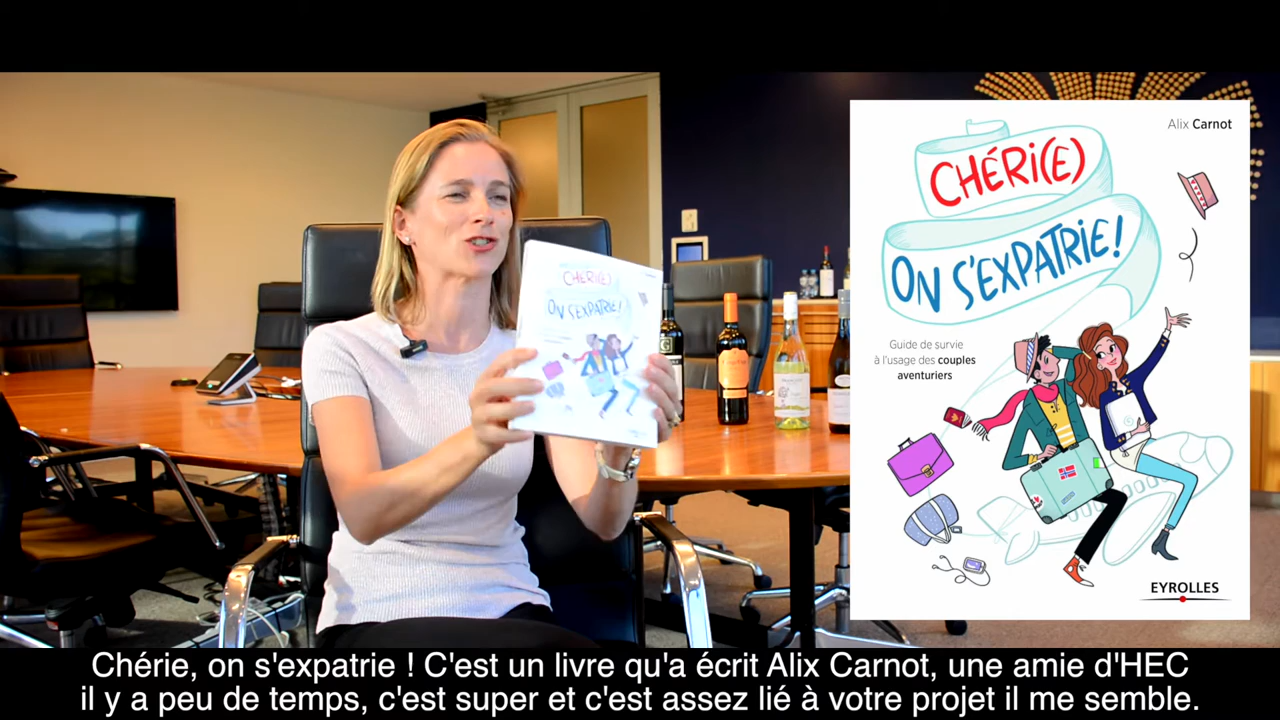 CHÉRI(E)
ON S'EXPATRIE!
Alix Carnot
CHÉRI(E)
ON S'EXPATRIE!
Guide de survie
à l'usage des couples
aventuriers
EYROLLES
Chérie, on s'expatrie ! C'est un livre qu'a écrit Alix Carnot, une amie d'HEC
il y a peu de temps, c'est super et c'est assez lié à votre projet il me semble.